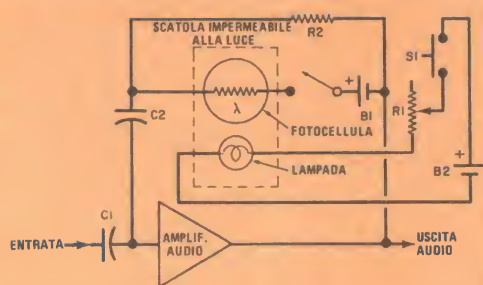 SCATOLA IMPERMEABILE
ALLA LUCE
R2
S1
+
B1
R1
λ
C2
FOTOCELLULA
LAMPADA
+
B2
C1
ENTRATA
AMPLIF.
AUDIO
USCITA
AUDIO